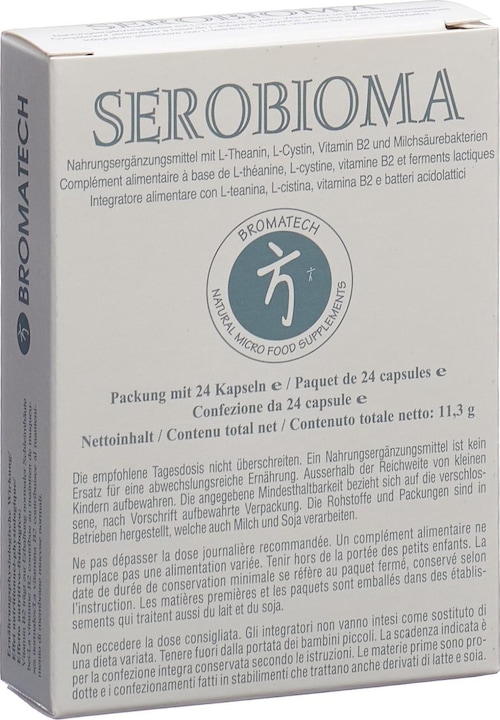 SEROBIOMA
Nahrungsergänzungsmittel mit L-Theanin, L-Cystin, Vitamin B2 und Milchsäurebakterien
Complément alimentaire à base de L-théanine, L-cystine, vitamine B2 et ferments lactiques
Integratore alimentare con L-teanina, L-cistina, vitamina B2 e batteri acidolattici
BROMATECH
方
NATURAL MICRO FOOD SUPPLEMENTS
Packung mit 24 Kapseln e / Paquet de 24 capsules e
Confezione da 24 capsule e
Nettoinhalt / Contenu total net / Contenuto totale netto: 11,3 g
Die empfohlene Tagesdosis nicht überschreiten. Ein Nahrungsergänzungsmittel ist kein
Ersatz für eine abwechslungsreiche Ernährung. Ausserhalb der Reichweite von kleinen
Kindern aufbewahren. Die angegebene Mindesthaltbarkeit bezieht sich auf die verschlos-
sene, nach Vorschrift aufbewahrte Verpackung. Die Rohstoffe und Packungen sind in
Betrieben hergestellt, welche auch Milch und Soja verarbeiten.
Ne pas dépasser la dose journalière recommandée. Un complément alimentaire ne
remplace pas une alimentation variée. Tenir hors de la portée des petits enfants. La
date de durée de conservation minimale se réfère au paquet fermé, conservé selon
l'instruction. Les matières premières et les paquets sont emballés dans des établis-
sements qui traitent aussi du lait et du soja.
Non eccedere la dose consigliata. Gli integratori non vanno intesi come sostituto di
una dieta variata. Tenere fuori dalla portata dei bambini piccoli. La scadenza indicata è
per la confezione integra conservata secondo le istruzioni. Le materie prime sono pro-
dotte e i confezionamenti fatti in stabilimenti che trattano anche derivati di latte e soia.
BROMATECH